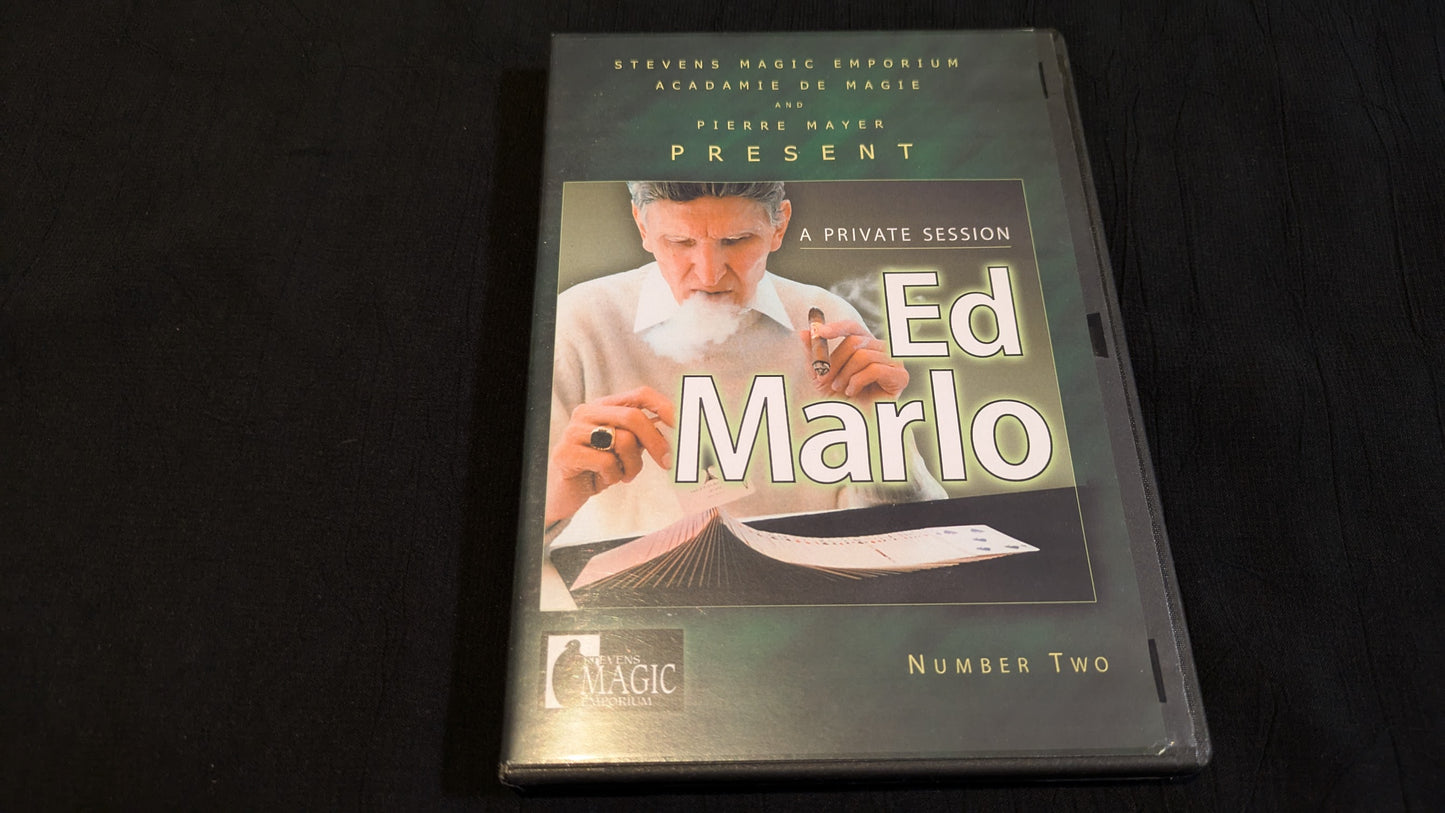 STEVENS MAGIC EMPORIUM
ACADAMIE DE MAGIE
AND
PIERRE MAYER
PRESENT
A PRIVATE SESSION
Ed
Marlo
STEVENS
MAGIC
EMPORIUM
NUMBER TWO